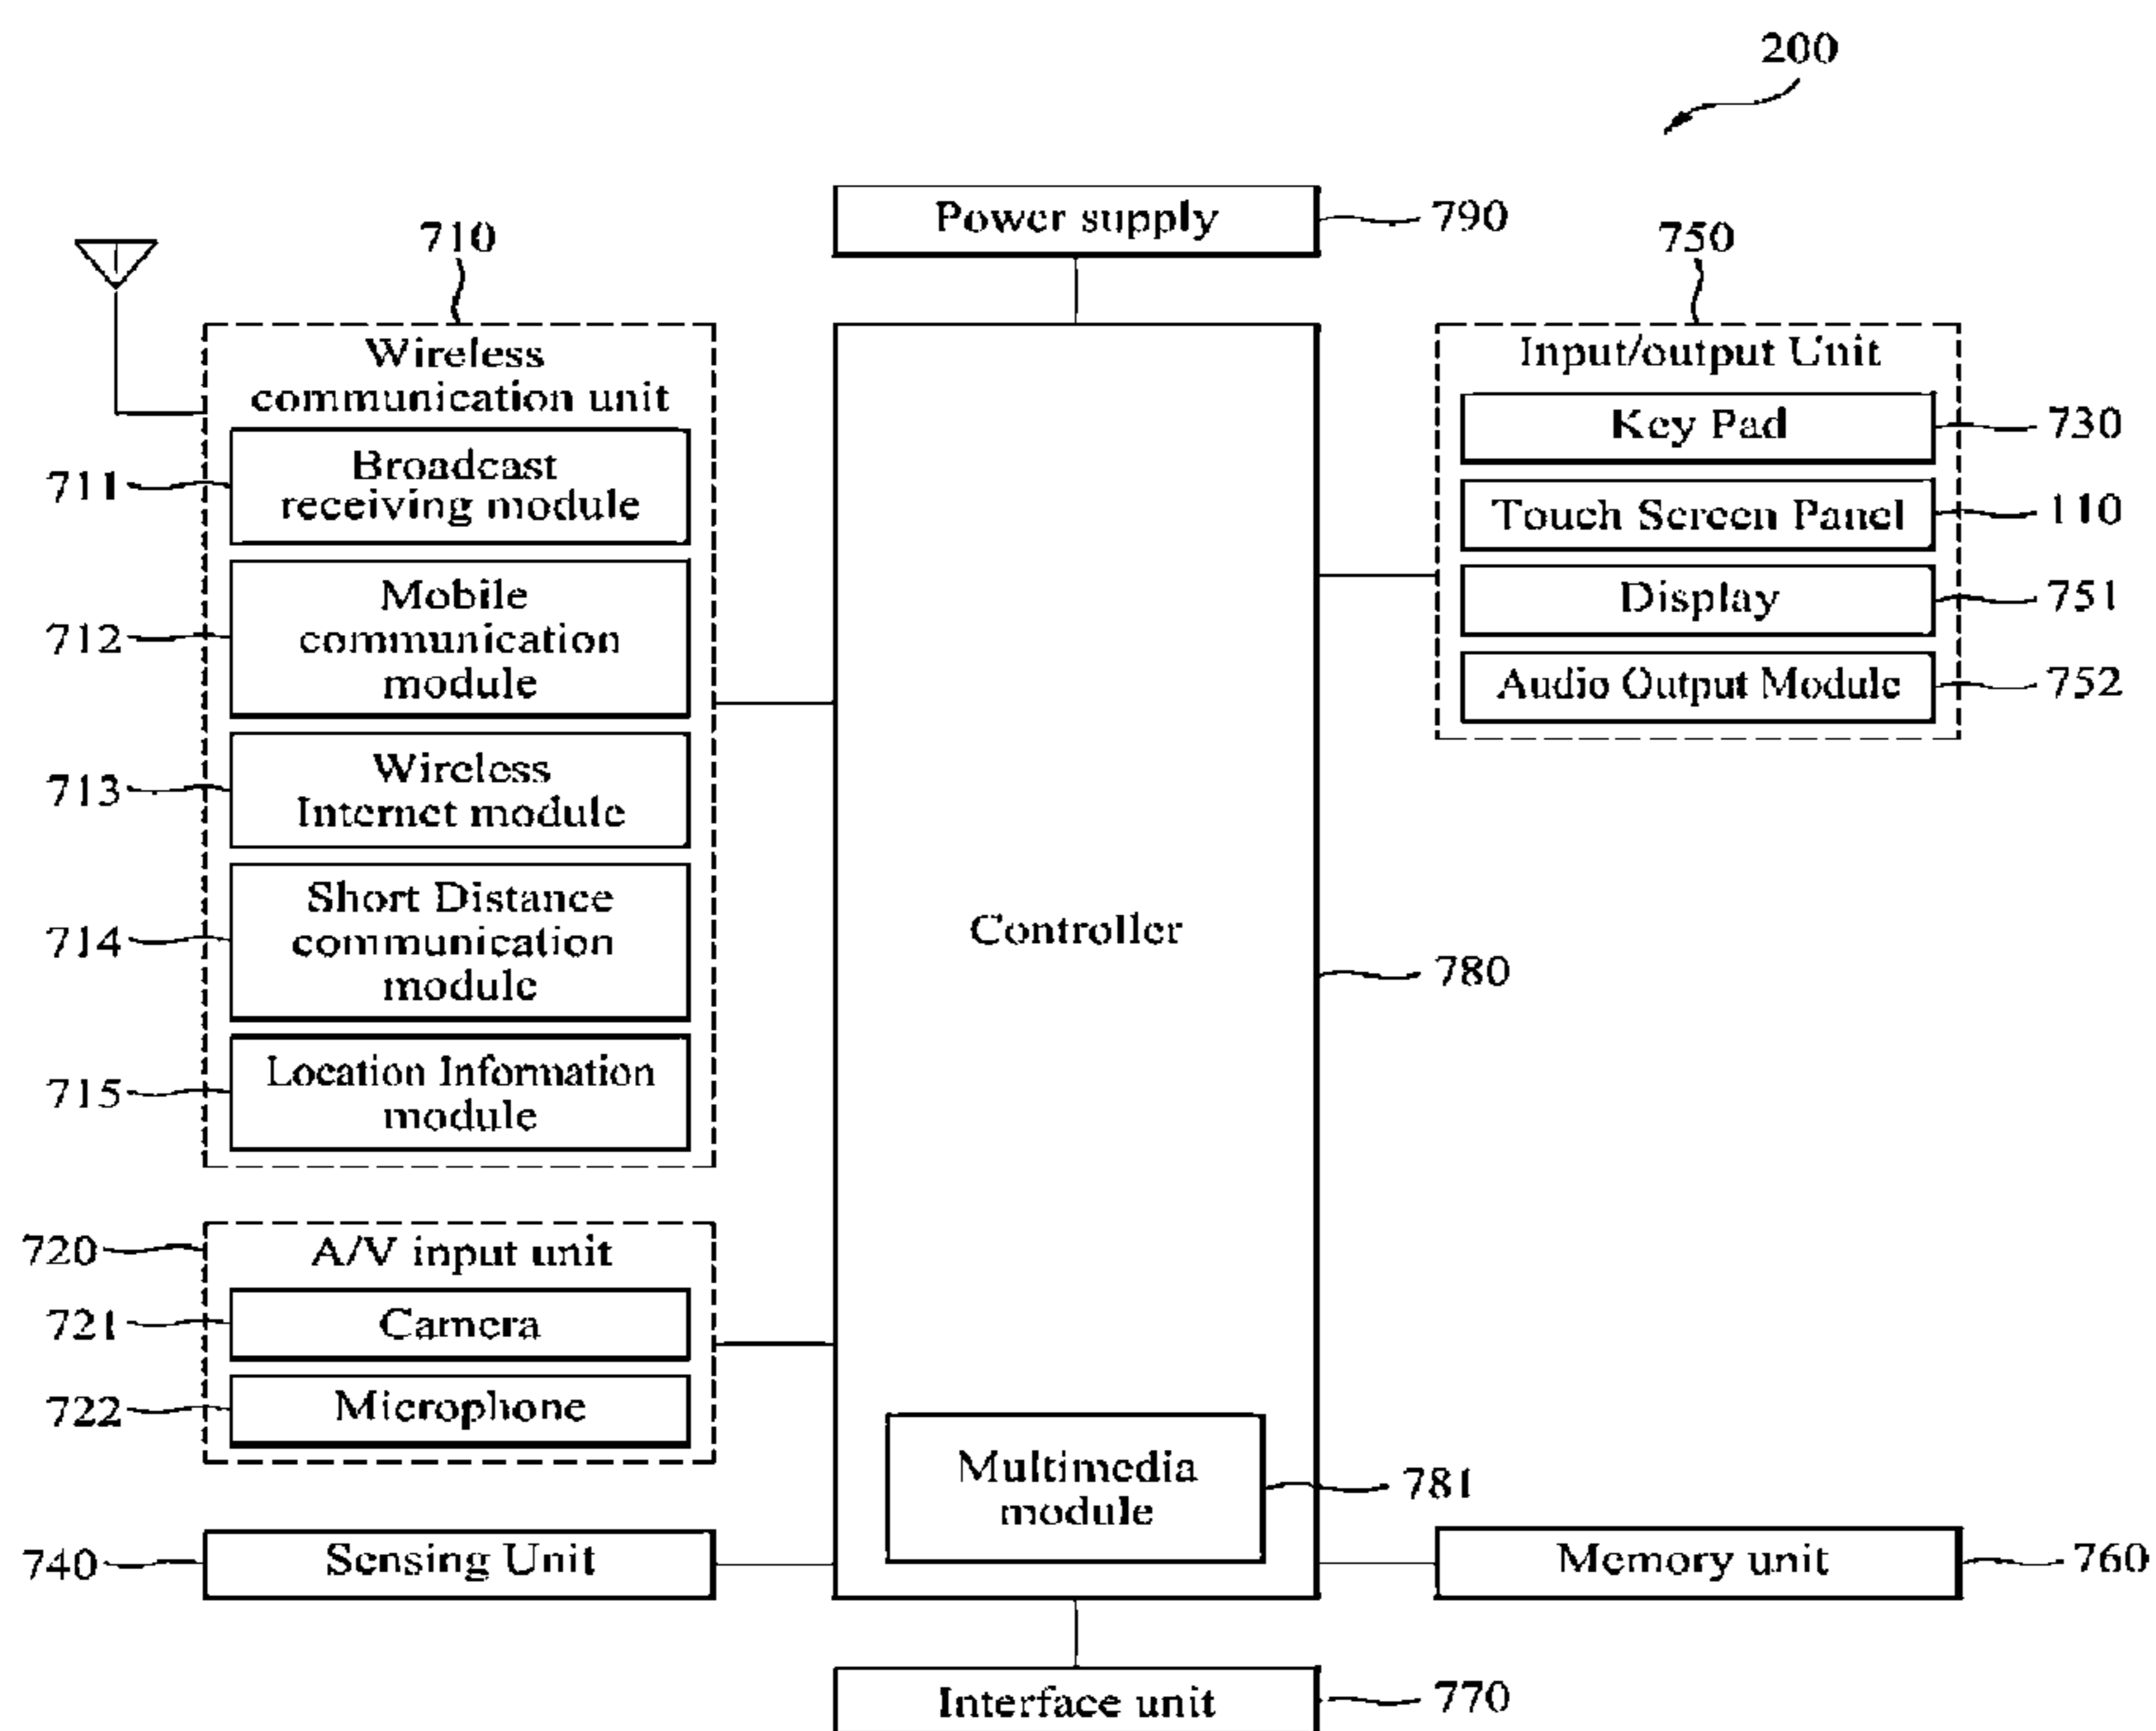 200
Power supply
790
710
Wireless
communication unit
711
Broadcast
receiving module
712
Mobile
communication
module
713
Wireless
Internet module
714
Short Distance
communication
module
715
Location Information
module
720
A/V input unit
721
Camera
722
Microphone
740
Sensing Unit
Controller
780
Multimedia
module
781
750
Input/output Unit
Key Pad
730
Touch Screen Panel
110
Display
751
Audio Output Module
752
Memory unit
760
Interface unit
770